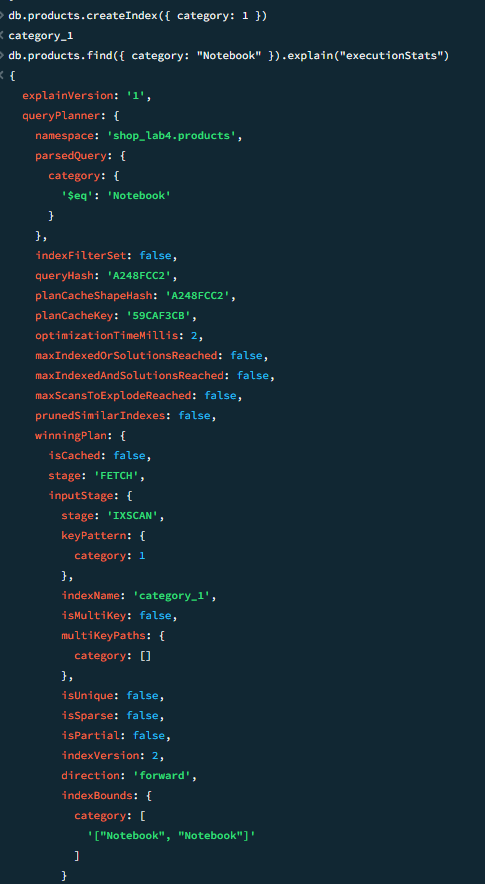 db.products.createIndex({ category: 1 })
category_1
db.products.find({ category: "Notebook" }).explain("executionStats")
{
  explainVersion: '1',
  queryPlanner: {
    namespace: 'shop_lab4.products',
    parsedQuery: {
      category: {
        '$eq': 'Notebook'
      }
    },
    indexFilterSet: false,
    queryHash: 'A248FCC2',
    planCacheShapeHash: 'A248FCC2',
    planCacheKey: '59CAF3CB',
    optimizationTimeMillis: 2,
    maxIndexedOrSolutionsReached: false,
    maxIndexedAndSolutionsReached: false,
    maxScansToExplodeReached: false,
    prunedSimilarIndexes: false,
    winningPlan: {
      isCached: false,
      stage: 'FETCH',
      inputStage: {
        stage: 'IXSCAN',
        keyPattern: {
          category: 1
        },
        indexName: 'category_1',
        isMultiKey: false,
        multiKeyPaths: {
          category: []
        },
        isUnique: false,
        isSparse: false,
        isPartial: false,
        indexVersion: 2,
        direction: 'forward',
        indexBounds: {
          category: [
            '["Notebook", "Notebook"]'
          ]
        }